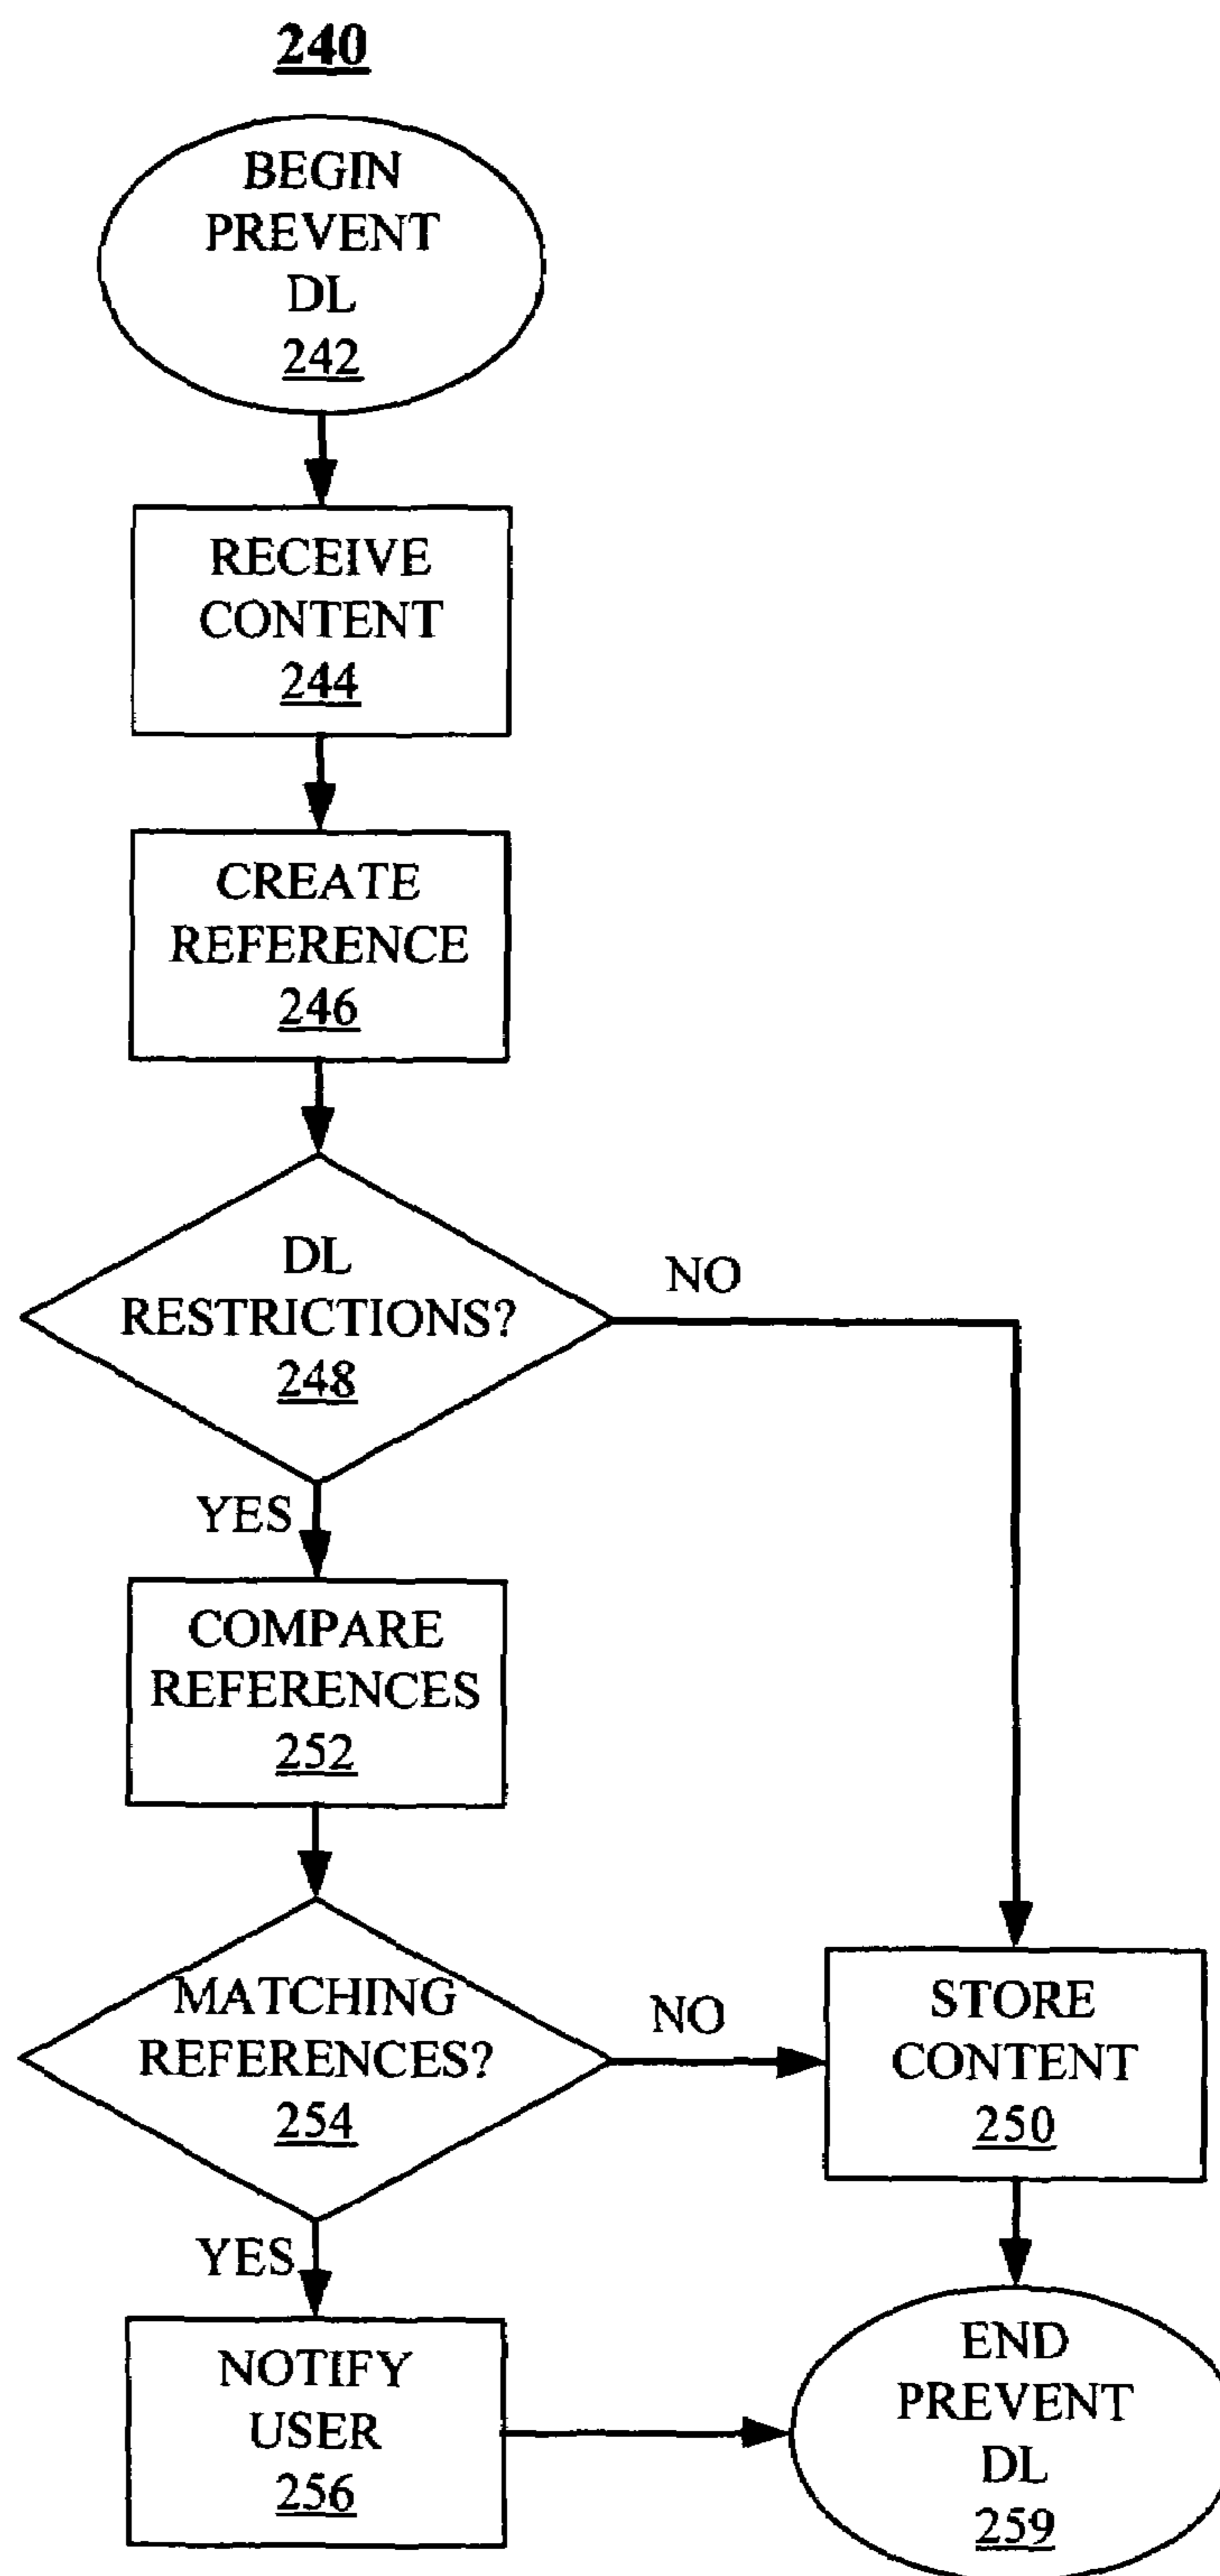 240
BEGIN
PREVENT
DL
242
RECEIVE
CONTENT
244
CREATE
REFERENCE
246
DL
RESTRICTIONS?
248
NO
YES
COMPARE
REFERENCES
252
MATCHING
REFERENCES?
254
NO
STORE
CONTENT
250
YES
NOTIFY
USER
256
END
PREVENT
DL
259